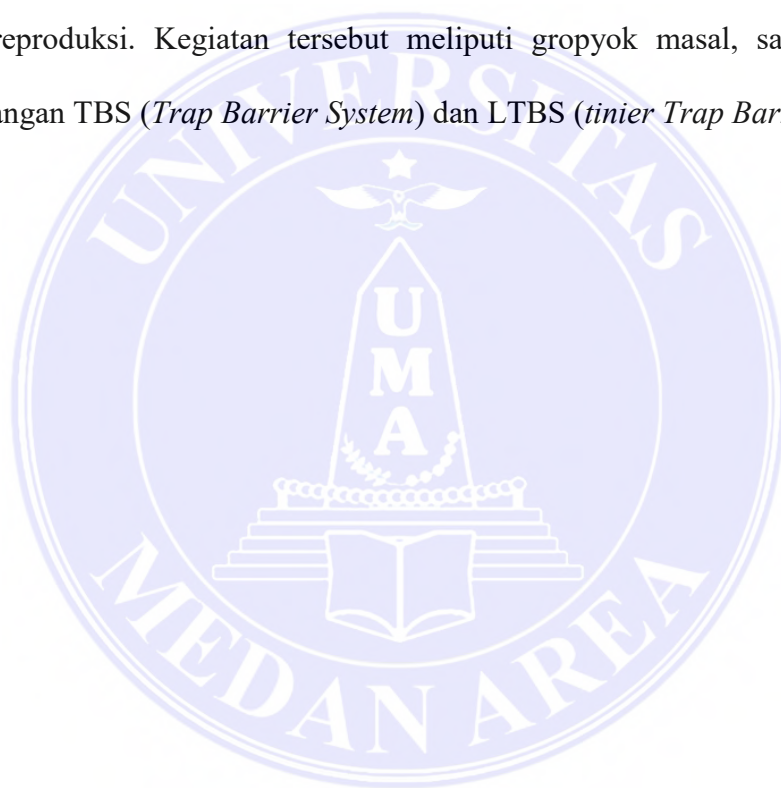 reproduksi. Kegiatan tersebut meliputi gropyok masal, sa
angan TBS (Trap Barrier System) dan LTBS (tinier Trap Bar
UNIVERSITAS
UMA
MEDAN AREA